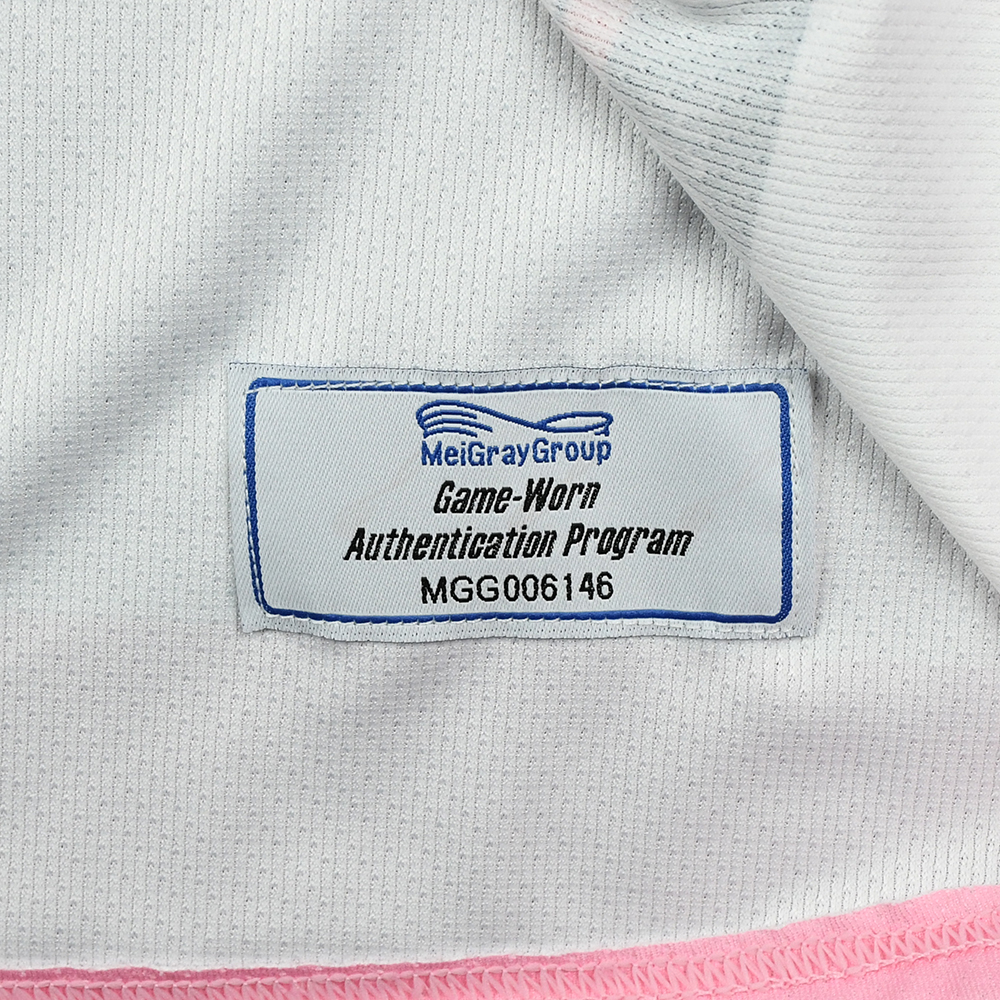 MeiGrayGroup
Game-Worn
Authentication Program
MGG006146